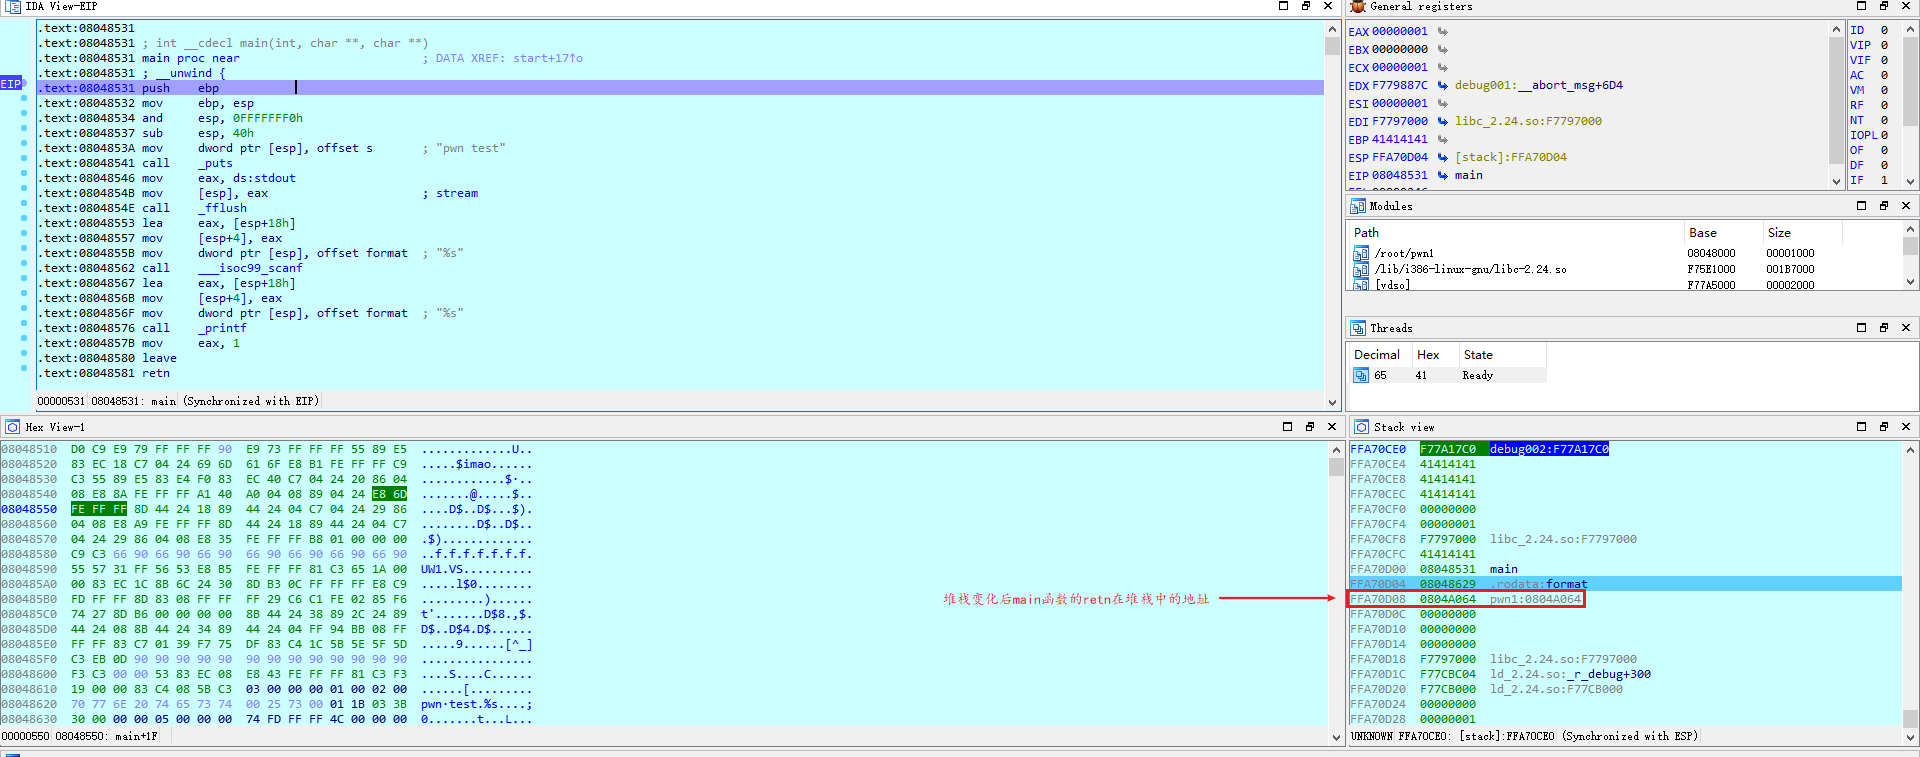 IDA View-EIP
.text:08048531
.text:08048531 ; int __cdecl main(int, char **, char **)
.text:08048531 main proc near ; DATA XREF: start+17↑o
.text:08048531 ; __unwind {
EIP
.text:08048531 push ebp
.text:08048532 mov ebp, esp
.text:08048534 and esp, 0FFFFFFF0h
.text:08048537 sub esp, 40h
.text:0804853A mov dword ptr [esp], offset s ; "pwn test"
.text:08048541 call _puts
.text:08048546 mov eax, ds:stdout
.text:0804854B mov [esp], eax ; stream
.text:0804854E call _fflush
.text:08048553 lea eax, [esp+18h]
.text:08048557 mov [esp+4], eax
.text:0804855B mov dword ptr [esp], offset format ; "%s"
.text:08048562 call ___isoc99_scanf
.text:08048567 lea eax, [esp+18h]
.text:0804856B mov [esp+4], eax
.text:0804856F mov dword ptr [esp], offset format ; "%s"
.text:08048576 call _printf
.text:0804857B mov eax, 1
.text:08048580 leave
.text:08048581 retn
00000531 08048531: main (Synchronized with EIP)
General registers
EAX 00000001
EBX 00000000
ECX 00000001
EDX F779887C debug001:__abort_msg+6D4
ESI 00000001
EDI F7797000 libc_2.24.so:F7797000
EBP 41414141
ESP FFA70D04 [stack]:FFA70D04
EIP 08048531 main
ID 0
VIP 0
VIF 0
AC 0
VM 0
RF 0
NT 0
IOPL 0
OF 0
DF 0
IF 1
Modules
Path Base Size
/root/pwn1 08048000 00001000
/lib/i386-linux-gnu/libc-2.24.so F75E1000 001B7000
[vdso] F77A5000 00002000
Threads
Decimal Hex State
65 41 Ready
Hex View-1
08048510 D0 C9 E9 79 FF FF FF 90 E9 73 FF FF FF 55 89 E5 .............U..
08048520 83 EC 18 C7 04 24 69 6D 61 6F E8 B1 FE FF FF C9 .....$imao......
08048530 C3 55 89 E5 83 E4 F0 83 EC 40 C7 04 24 20 86 04 ............$·..
08048540 08 E8 8A FE FF FF A1 40 A0 04 08 89 04 24 E8 6D .......@.....$..
08048550 FE FF FF 8D 44 24 18 89 44 24 04 C7 04 24 29 86 ....D$..D$...$).
08048560 04 08 E8 A9 FE FF FF 8D 44 24 18 89 44 24 04 C7 ........D$..D$..
08048570 04 24 29 86 04 08 E8 35 FE FF FF B8 01 00 00 00 .$)............
08048580 C9 C3 66 90 66 90 66 90 66 90 66 90 66 90 66 90 ..f.f.f.f.f.f.f.
08048590 55 57 31 FF 56 53 E8 B5 FE FF FF 81 C3 65 1A 00 UW1.VS..........
080485A0 00 83 EC 1C 8B 6C 24 30 8D B3 0C FF FF FF E8 C9 .....l$0........
080485B0 FD FF FF 8D 83 08 FF FF FF 29 C6 C1 FE 02 85 F6 .........)......
080485C0 74 27 8D B6 00 00 00 00 8B 44 24 38 89 2C 24 89 t'.......D$8.,$.
080485D0 44 24 08 8B 44 24 34 89 44 24 04 FF 94 BB 08 FF D$..D$4.D$......
080485E0 FF FF 83 C7 01 39 F7 75 DF 83 C4 1C 5B 5E 5F 5D .....9......[^_]
080485F0 C3 EB 0D 90 90 90 90 90 90 90 90 90 90 90 90 90 ................
08048600 F3 C3 00 00 53 83 EC 08 E8 43 FE FF FF 81 C3 F3 ....S....C......
08048610 19 00 00 83 C4 08 5B C3 03 00 00 00 01 00 02 00 ......[.........
08048620 70 77 6E 20 74 65 73 74 00 25 73 00 01 1B 03 3B pwn·test.%s....;
08048630 30 00 00 00 05 00 00 00 74 FD FF FF 4C 00 00 00 0.......t...L...
00000550 08048550: main+1F
堆栈变化后main函数的retn在堆栈中的地址
Stack view
FFA70CE0 F77A17C0 debug002:F77A17C0
FFA70CE4 41414141
FFA70CE8 41414141
FFA70CEC 41414141
FFA70CF0 00000000
FFA70CF4 00000001
FFA70CF8 F7797000 libc_2.24.so:F7797000
FFA70CFC 41414141
FFA70D00 08048531 main
FFA70D04 08048629 .rodata:format
FFA70D08 0804A064 pwn1:0804A064
FFA70D0C 00000000
FFA70D10 00000000
FFA70D14 00000000
FFA70D18 F7797000 libc_2.24.so:F7797000
FFA70D1C F77CBC04 ld_2.24.so:_r_debug+300
FFA70D20 F77CB000 ld_2.24.so:F77CB000
FFA70D24 00000000
FFA70D28 00000001
UNKNOWN FFA70CE0: [stack]:FFA70CE0 (Synchronized with ESP)